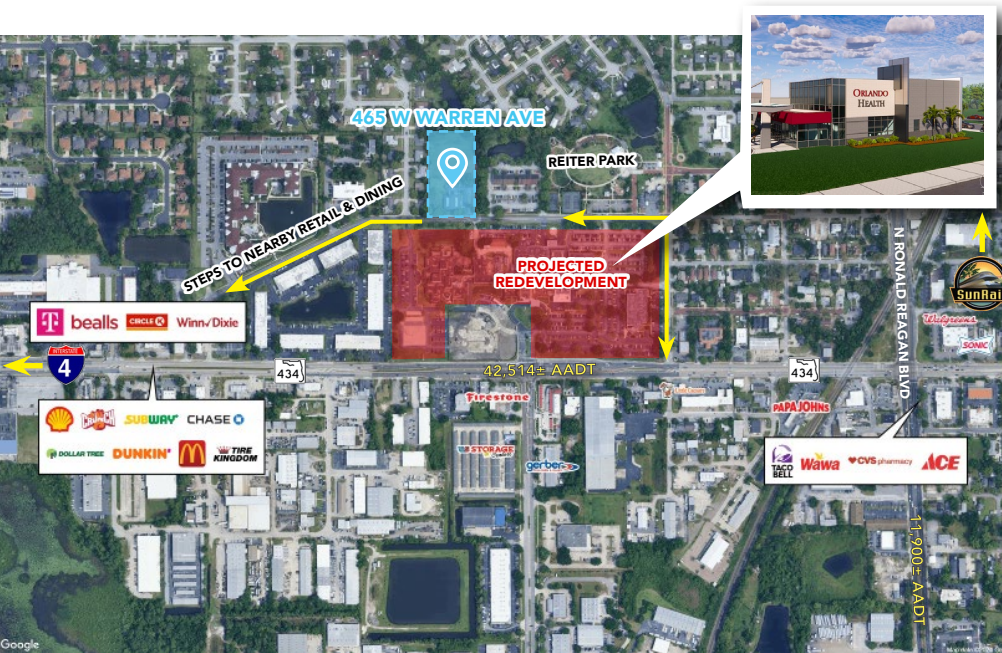 ORLANDO
HEALTH
465 W WARREN AVE
REITER PARK
STEPS TO NEARBY RETAIL & DINING
PROJECTED
REDEVELOPMENT
N RONALD REAGAN BLVD
SunRail
T bealls CIRCLE K Winn Dixie
Walgreens
SONIC
INTERSTATE
4
434
42,514± AADT
434
Firestone
PAPA JOHNS
SUBWAY CHASE
CRUNCH
DOLLAR TREE DUNKIN' M TIRE
KINGDOM
STORAGE
gerber
TACO
BELL
Wawa
CVS pharmacy
ACE
11,900± AADT
Google